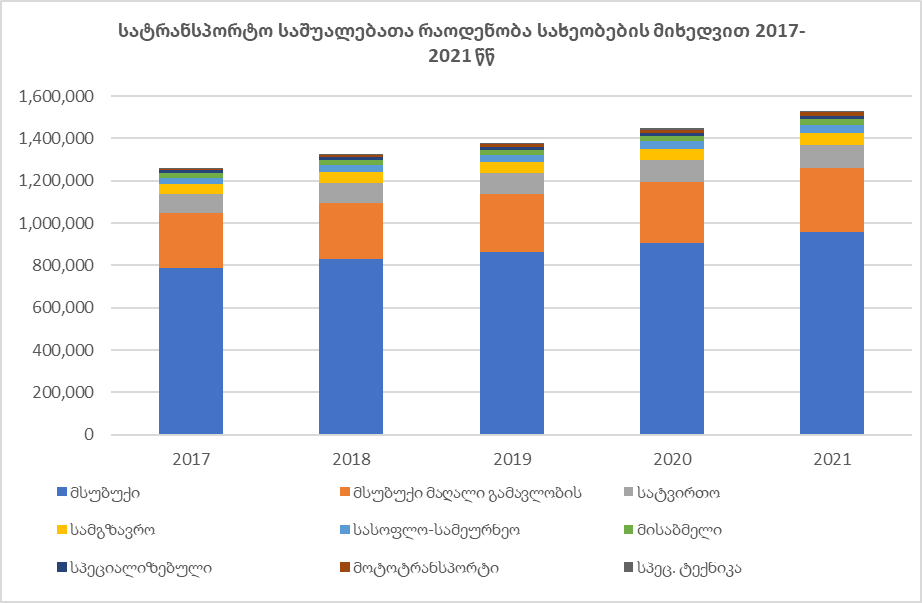 სატრანსპორტო საშუალებათა რაოდენობა სახეობების მიხედვით 2017-
2021 წწ
1,600,000
1,400,000
1,200,000
1,000,000
800,000
600,000
400,000
200,000
0
2017 2018 2019 2020 2021
მსუბუქი მსუბუქი მაღალი გამავლობის სატვირთო
სამგზავრო სასოფლო-სამეურნეო მისაბმელი
სპეციალიზებული მოტოტრანსპორტი სპეც. ტექნიკა